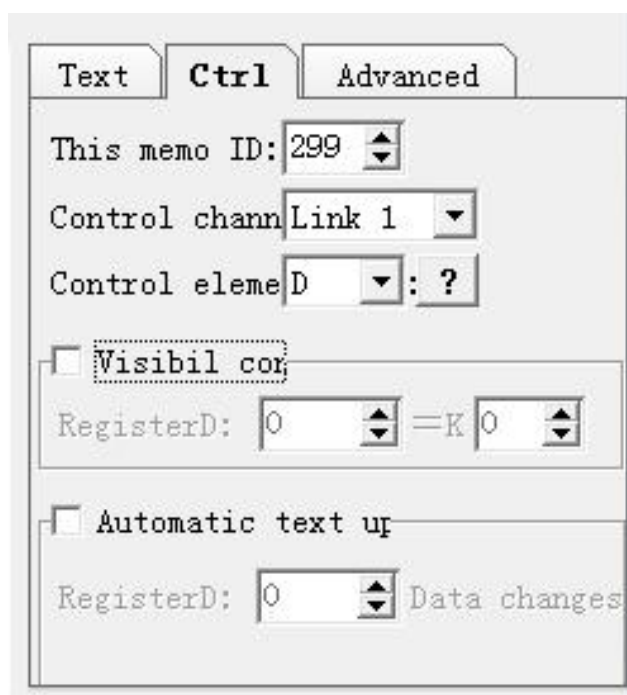 Text Ctrl Advanced
This memo ID: 299
Control chann Link 1
Control eleme D : ?
Visibil cor
RegisterD: 0 =K 0
Automatic text up
RegisterD: 0 Data changes